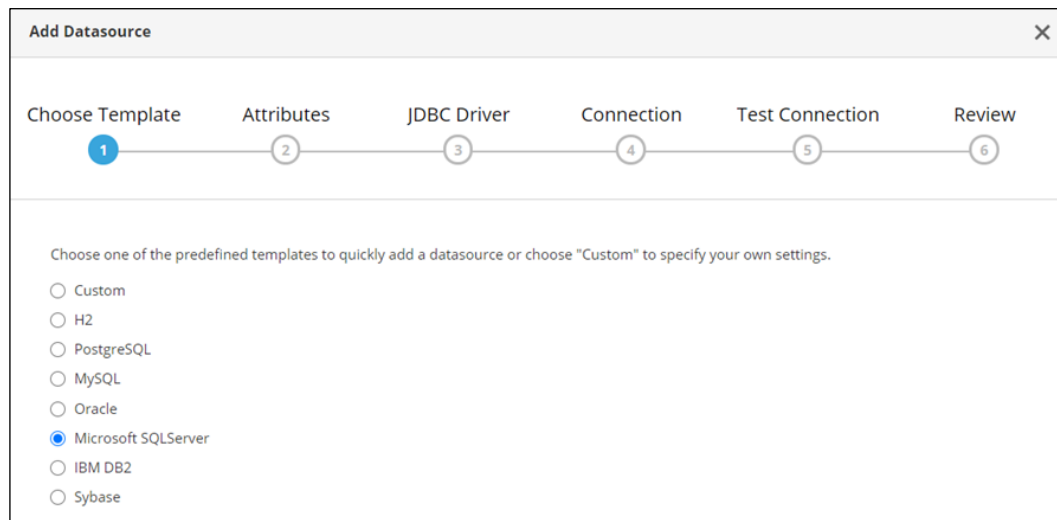 Add Datasource
Choose Template Attributes JDBC Driver Connection Test Connection Review
1 2 3 4 5 6
Choose one of the predefined templates to quickly add a datasource or choose "Custom" to specify your own settings.
Custom
H2
PostgreSQL
MySQL
Oracle
Microsoft SQLServer
IBM DB2
Sybase